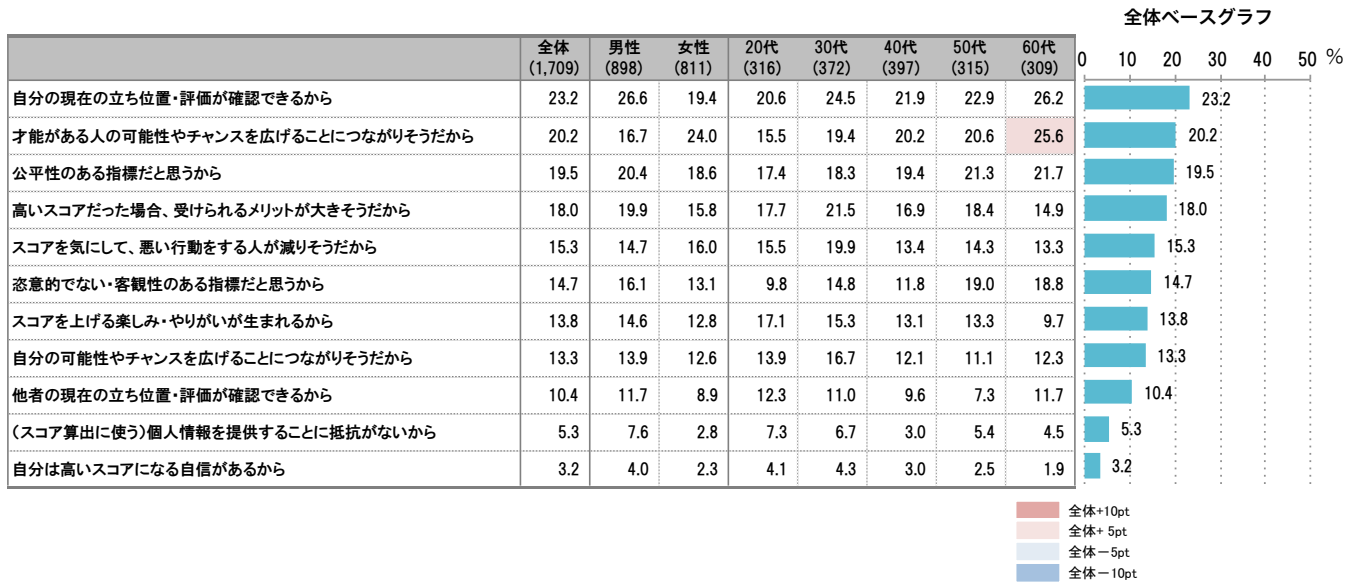 全体ベースグラフ
全体 男性 女性 20代 30代 40代 50代 60代
(1,709) (898) (811) (316) (372) (397) (315) (309)
0 10 20 30 40 50 %
自分の現在の立ち位置・評価が確認できるから 23.2 26.6 19.4 20.6 24.5 21.9 22.9 26.2 23.2
才能がある人の可能性やチャンスを広げることにつながりそうだから 20.2 16.7 24.0 15.5 19.4 20.2 20.6 25.6 20.2
公平性のある指標だと思うから 19.5 20.4 18.6 17.4 18.3 19.4 21.3 21.7 19.5
高いスコアだった場合、受けられるメリットが大きそうだから 18.0 19.9 15.8 17.7 21.5 16.9 18.4 14.9 18.0
スコアを気にして、悪い行動をする人が減りそうだから 15.3 14.7 16.0 15.5 19.9 13.4 14.3 13.3 15.3
恣意的でない・客観性のある指標だと思うから 14.7 16.1 13.1 9.8 14.8 11.8 19.0 18.8 14.7
スコアを上げる楽しみ・やりがいが生まれるから 13.8 14.6 12.8 17.1 15.3 13.1 13.3 9.7 13.8
自分の可能性やチャンスを広げることにつながりそうだから 13.3 13.9 12.6 13.9 16.7 12.1 11.1 12.3 13.3
他者の現在の立ち位置・評価が確認できるから 10.4 11.7 8.9 12.3 11.0 9.6 7.3 11.7 10.4
(スコア算出に使う)個人情報を提供することに抵抗がないから 5.3 7.6 2.8 7.3 6.7 3.0 5.4 4.5 5.3
自分は高いスコアになる自信があるから 3.2 4.0 2.3 4.1 4.3 3.0 2.5 1.9 3.2
全体+10pt
全体+ 5pt
全体－5pt
全体－10pt